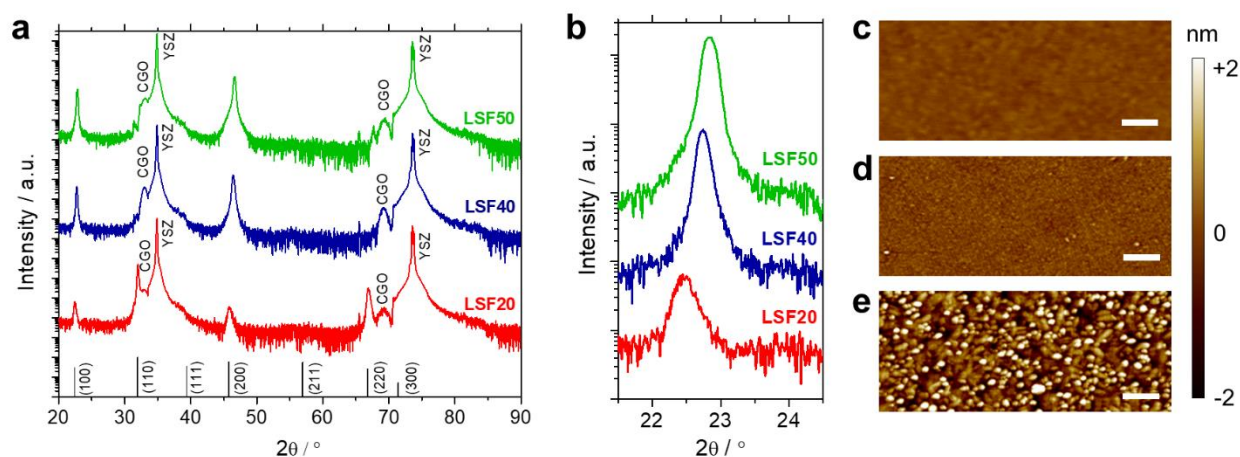 a
Intensity / a.u.
CGO
YSZ
CGO
YSZ
LSF50
CGO
YSZ
CGO
YSZ
LSF40
CGO
YSZ
CGO
YSZ
LSF20
(100)
(110)
(111)
(200)
(211)
(220)
(300)
20 30 40 50 60 70 80 90
2θ / °
b
Intensity / a.u.
LSF50
LSF40
LSF20
22 23 24
2θ / °
c
d
e
nm
+2
0
-2